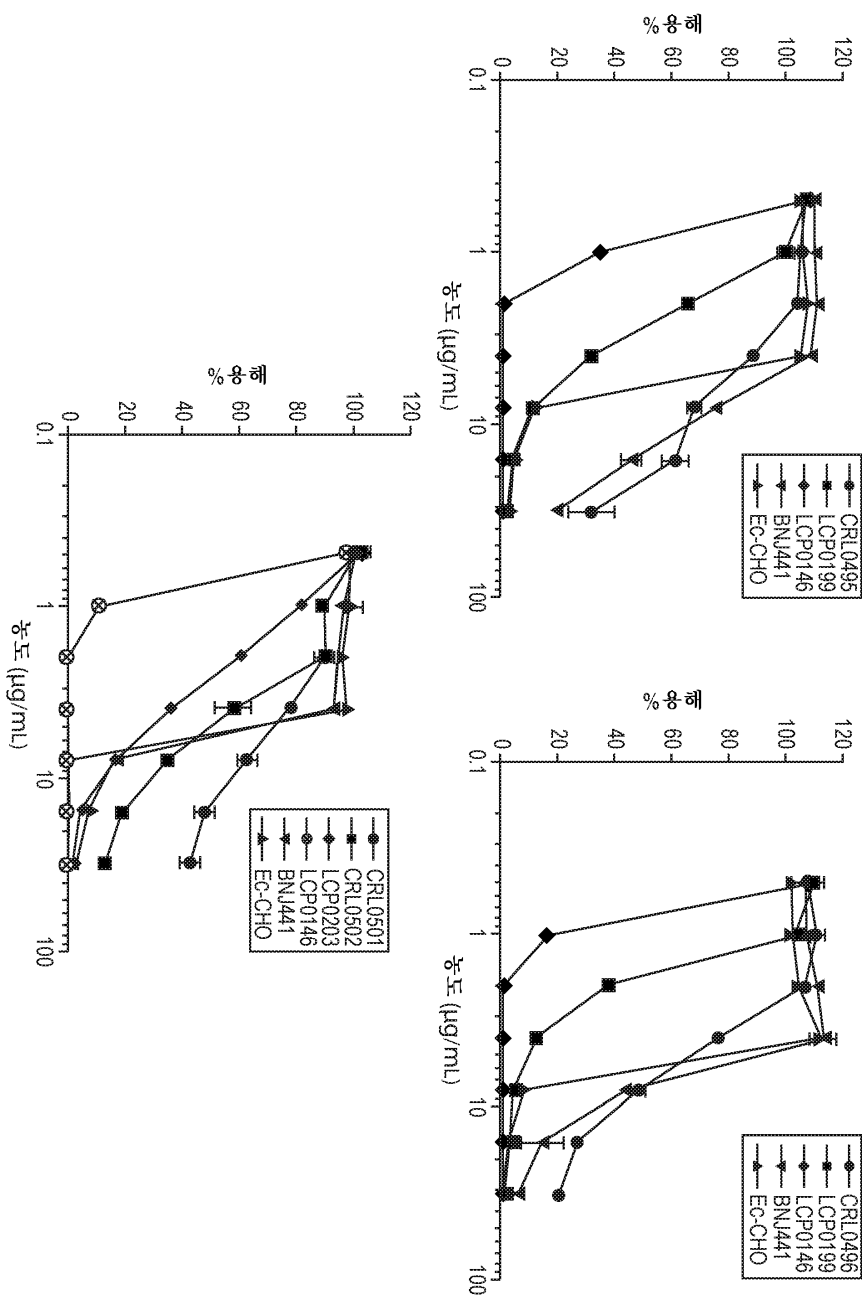 CRL0495
LCP0199
LCP0146
BNJ441
Ec-CHO
120
100
80
60
40
20
0
%용해
0.1
1
10
100
농도 (μg/mL)
CRL0496
LCP0199
LCP0146
BNJ441
Ec-CHO
120
100
80
60
40
20
0
%용해
0.1
1
10
100
농도 (μg/mL)
CRL0501
CRL0502
LCP0203
LCP0146
BNJ441
Ec-CHO
120
100
80
60
40
20
0
%용해
0.1
1
10
100
농도 (μg/mL)